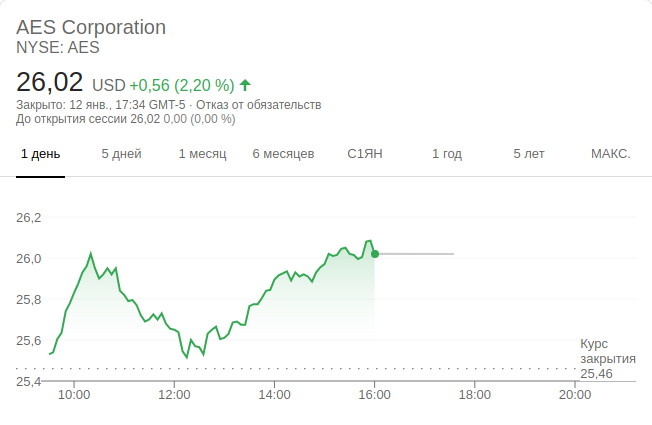 AES Corporation
NYSE: AES
26,02 USD +0,56 (2,20 %)
Закрыто: 12 янв., 17:34 GMT-5 · Отказ от обязательств
До открытия сессии 26,02 0,00 (0,00 %)
1 день 5 дней 1 месяц 6 месяцев С1ЯН 1 год 5 лет МАКС.
26,2
26,0
25,8
25,6
Курс
закрытия
25,46
25,4
10:00 12:00 14:00 16:00 18:00 20:00